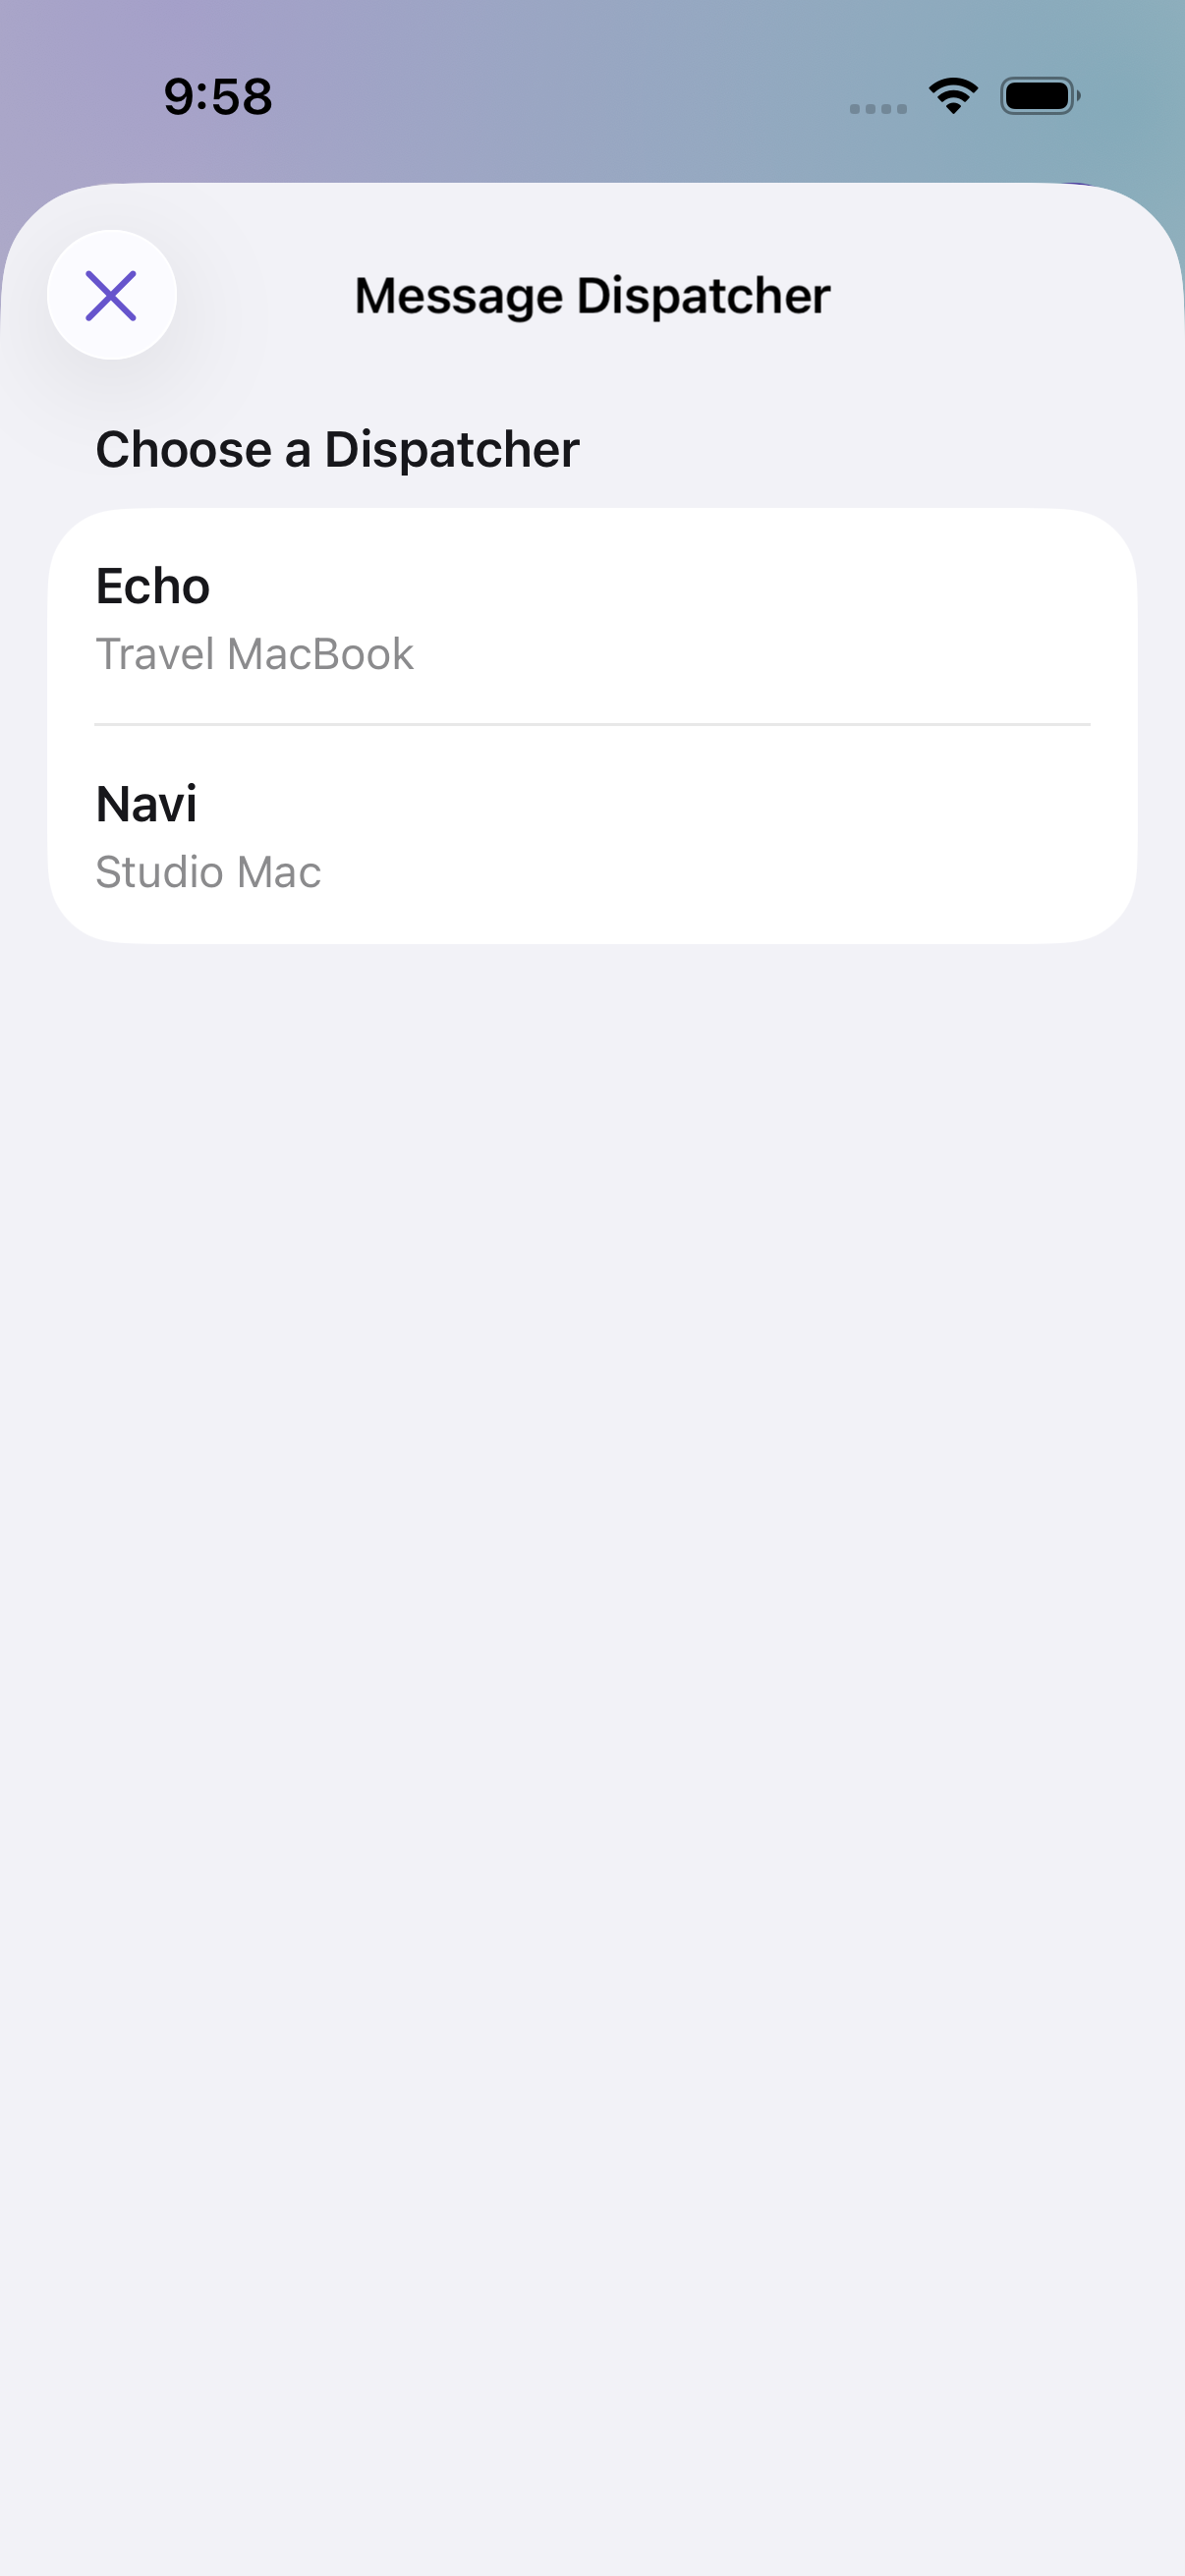 9:58
Message Dispatcher
Choose a Dispatcher
Echo
Travel MacBook
Navi
Studio Mac